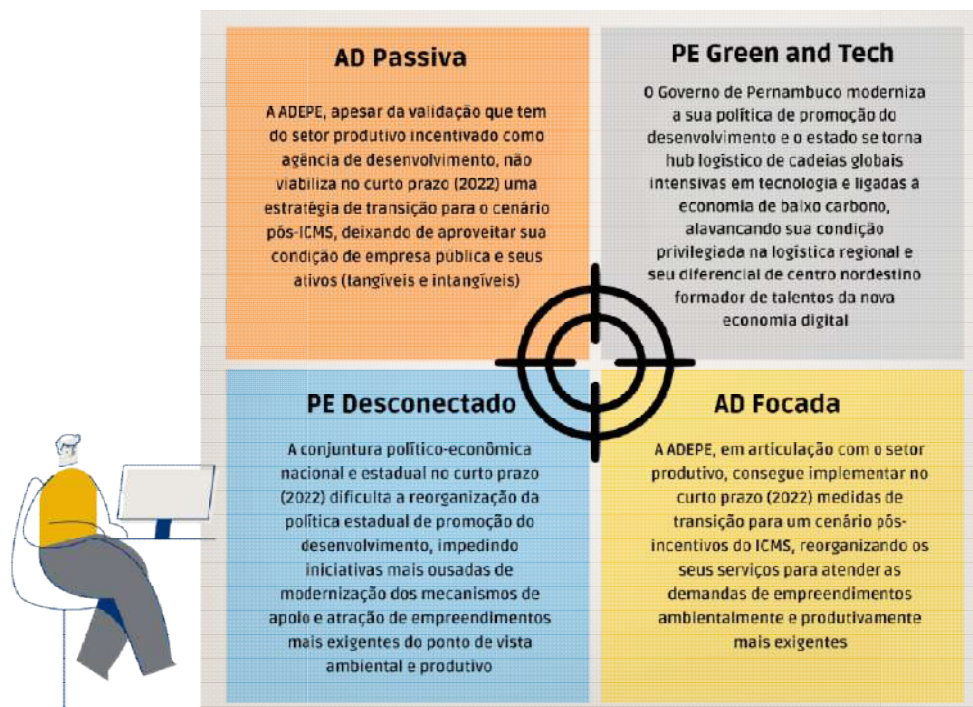 AD Passiva
A ADEPE, apesar da validação que tem
do setor produtivo incentivado como
agência de desenvolvimento, não
viabiliza no curto prazo (2022) uma
estratégia de transição para o cenário
pós-ICMS, deixando de aproveitar sua
condição de empresa pública e seus
ativos (tangíveis e intangíveis)
PE Green and Tech
O Governo de Pernambuco moderniza
a sua política de promoção do
desenvolvimento e o estado se torna
hub logístico de cadeias globais
intensivas em tecnologia e ligadas à
economia de baixo carbono,
alavancando sua condição
privilegiada na logística regional e
seu diferencial de centro nordestino
formador de talentos da nova
economia digital
PE Desconectado
A conjuntura político-econômica
nacional e estadual no curto prazo
(2022) dificulta a reorganização da
política estadual de promoção do
desenvolvimento, impedindo
iniciativas mais ousadas de
modernização dos mecanismos de
apoio e atração de empreendimentos
mais exigentes do ponto de vista
ambiental e produtivo
AD Focada
A ADEPE, em articulação com o setor
produtivo, consegue implementar no
curto prazo (2022) medidas de
transição para um cenário pós-
incentivos do ICMS, reorganizando os
seus serviços para atender as
demandas de empreendimentos
ambientalmente e produtivamente
mais exigentes